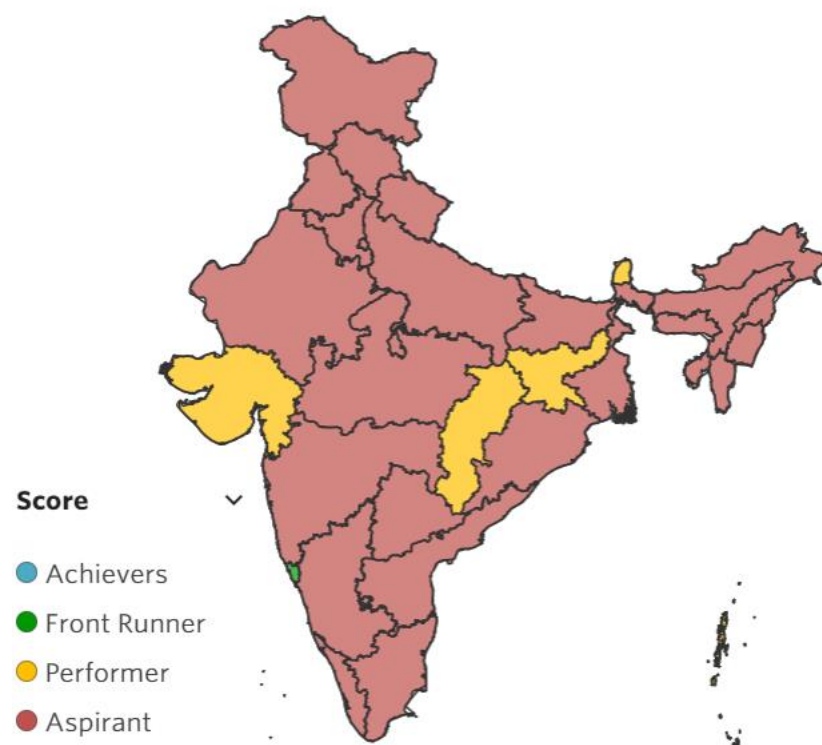 Score
Achievers
Front Runner
Performer
Aspirant